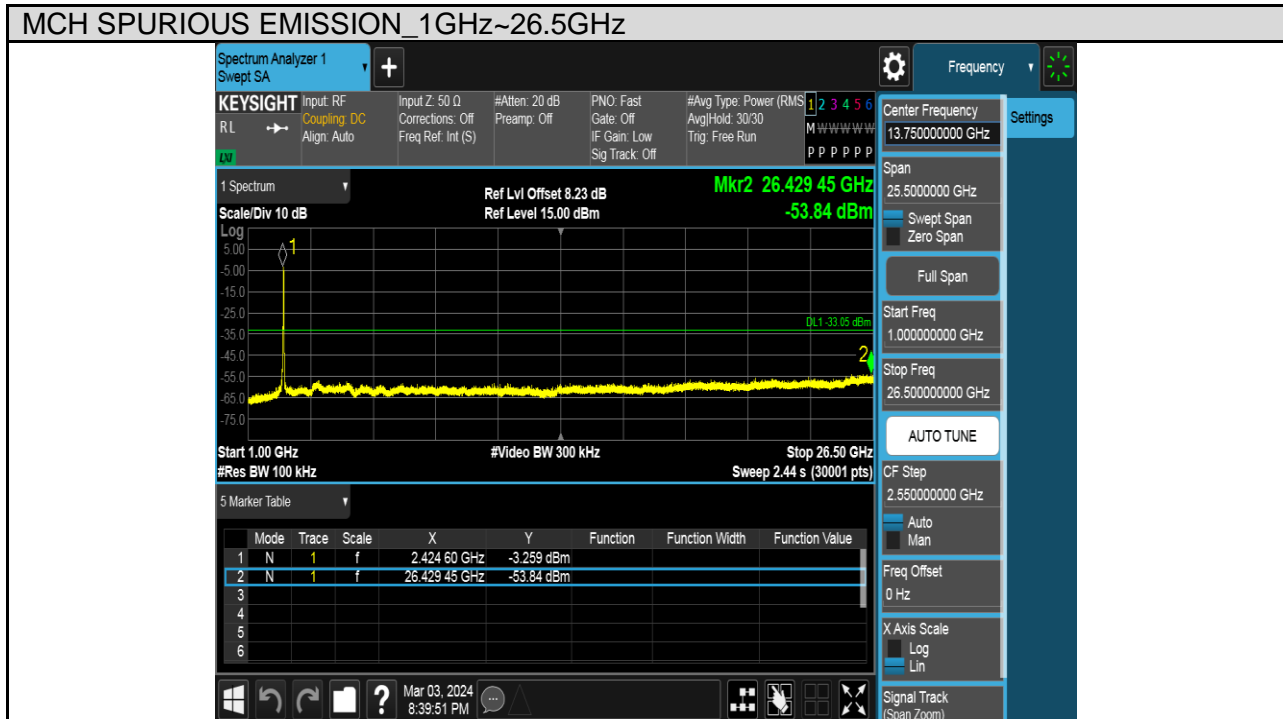 MCH SPURIOUS EMISSION_1GHz~26.5GHz
Spectrum Analyzer 1
Swept SA
+
Frequency
KEYSIGHT
RL
LXI
Input: RF
Coupling: DC
Align: Auto
Input Z: 50 Ω
Corrections: Off
Freq Ref: Int (S)
#Atten: 20 dB
Preamp: Off
PNO: Fast
Gate: Off
IF Gain: Low
Sig Track: Off
#Avg Type: Power (RMS
Avg|Hold: 30/30
Trig: Free Run
1 2 3 4 5 6
M W W W W W
P P P P P P
1 Spectrum
Scale/Div 10 dB
Ref Lvl Offset 8.23 dB
Ref Level 15.00 dBm
Mkr2 26.429 45 GHz
-53.84 dBm
Log
5.00
-5.00
-15.0
-25.0
-35.0
-45.0
-55.0
-65.0
-75.0
1
DL1 -33.05 dBm
2
Start 1.00 GHz
#Res BW 100 kHz
#Video BW 300 kHz
Stop 26.50 GHz
Sweep 2.44 s (30001 pts)
5 Marker Table
Mode Trace Scale X Y Function Function Width Function Value
1 N 1 f 2.424 60 GHz -3.259 dBm
2 N 1 f 26.429 45 GHz -53.84 dBm
3
4
5
6
Center Frequency
13.750000000 GHz
Settings
Span
25.5000000 GHz
Swept Span
Zero Span
Full Span
Start Freq
1.000000000 GHz
Stop Freq
26.500000000 GHz
AUTO TUNE
CF Step
2.550000000 GHz
Auto
Man
Freq Offset
0 Hz
X Axis Scale
Log
Lin
Signal Track
(Span Zoom)
?
Mar 03, 2024
8:39:51 PM